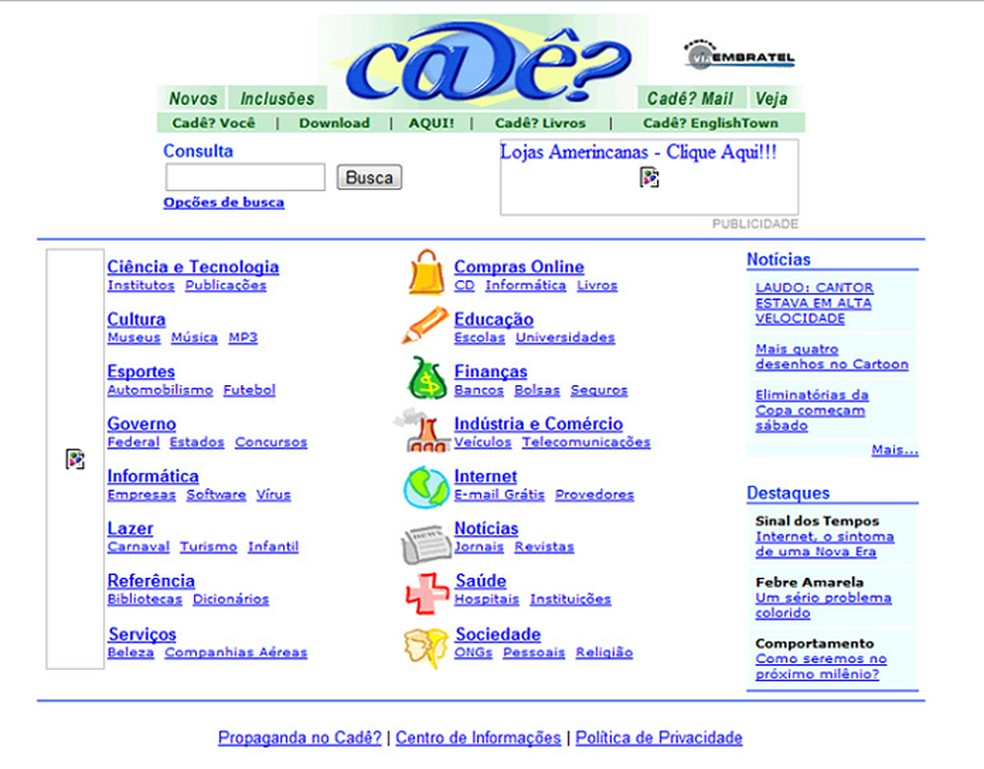 cadê?
Powered
Via EMBRATEL
Novos Inclusões Cadê? Mail Veja
Cadê? Você | Download | AQUI! | Cadê? Livros | Cadê? EnglishTown
Consulta
Busca
Opções de busca
Lojas Amerincanas - Clique Aqui!!!
PUBLICIDADE
Ciência e Tecnologia
Institutos Publicações
Cultura
Museus Música MP3
Esportes
Automobilismo Futebol
Governo
Federal Estados Concursos
Informática
Empresas Software Vírus
Lazer
Carnaval Turismo Infantil
Referência
Bibliotecas Dicionários
Serviços
Beleza Companhias Aéreas
Compras Online
CD Informática Livros
Educação
Escolas Universidades
$
Finanças
Bancos Bolsas Seguros
Indústria e Comércio
Veículos Telecomunicações
Internet
E-mail Grátis Provedores
news
Notícias
Jornais Revistas
Saúde
Hospitais Instituições
Sociedade
ONGs Pessoais Religião
Notícias
LAUDO: CANTOR
ESTAVA EM ALTA
VELOCIDADE
Mais quatro
desenhos no Cartoon
Eliminatórias da
Copa comecam
sábado
Mais...
Destaques
Sinal dos Tempos
Internet, o sintoma
de uma Nova Era
Febre Amarela
Um sério problema
colorido
Comportamento
Como seremos no
próximo milênio?
Propaganda no Cadê? | Centro de Informações | Política de Privacidade